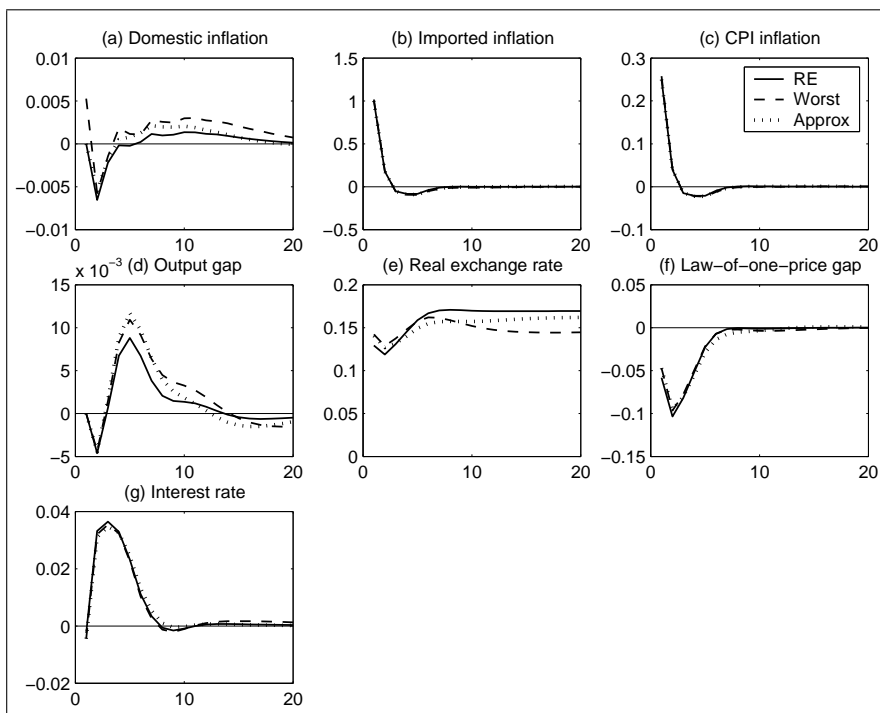 (a) Domestic inflation
0.01
0.005
0
−0.005
−0.01
0 10 20
(b) Imported inflation
1.5
1
0.5
0
−0.5
0 10 20
(c) CPI inflation
0.3
0.2
0.1
0
−0.1
0 10 20
RE
Worst
Approx
x 10⁻³
(d) Output gap
15
10
5
0
−5
0 10 20
(e) Real exchange rate
0.2
0.15
0.1
0.05
0
0 10 20
(f) Law−of−one−price gap
0.05
0
−0.05
−0.1
−0.15
0 10 20
(g) Interest rate
0.04
0.02
0
−0.02
0 10 20